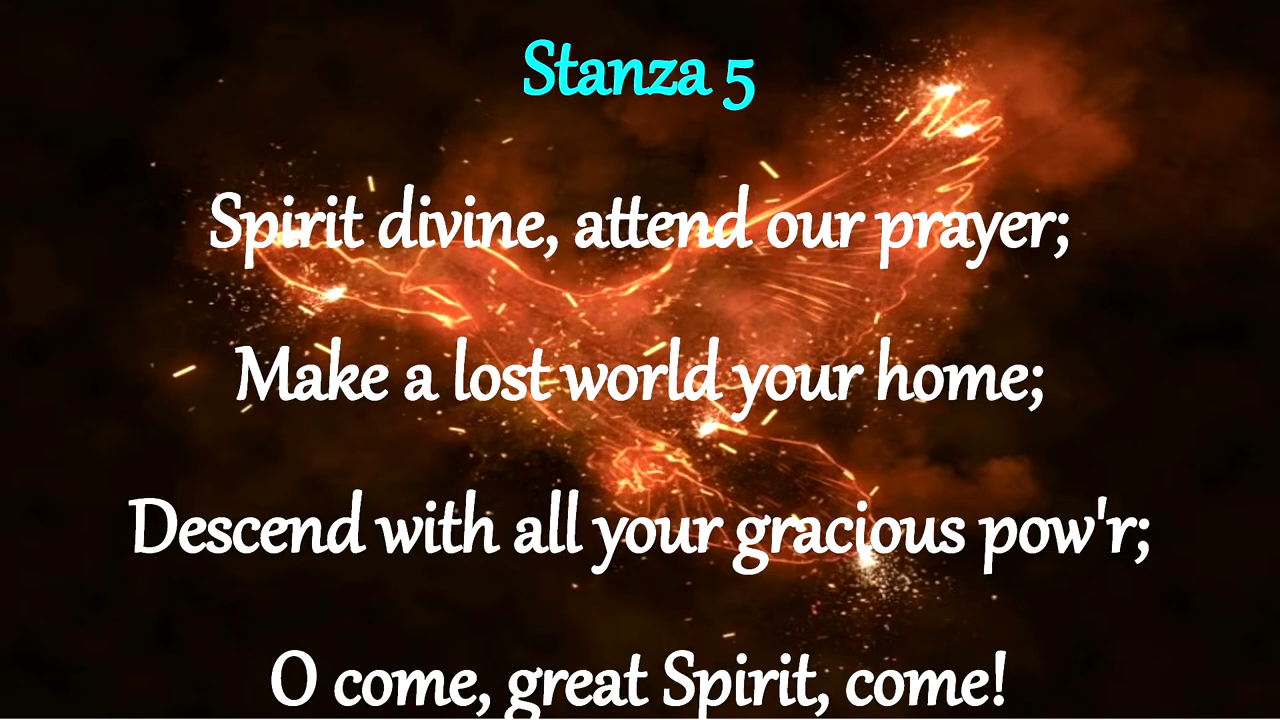 Stanza 5
Spirit divine, attend our prayer;
Make a lost world your home;
Descend with all your gracious pow'r;
O come, great Spirit, come!